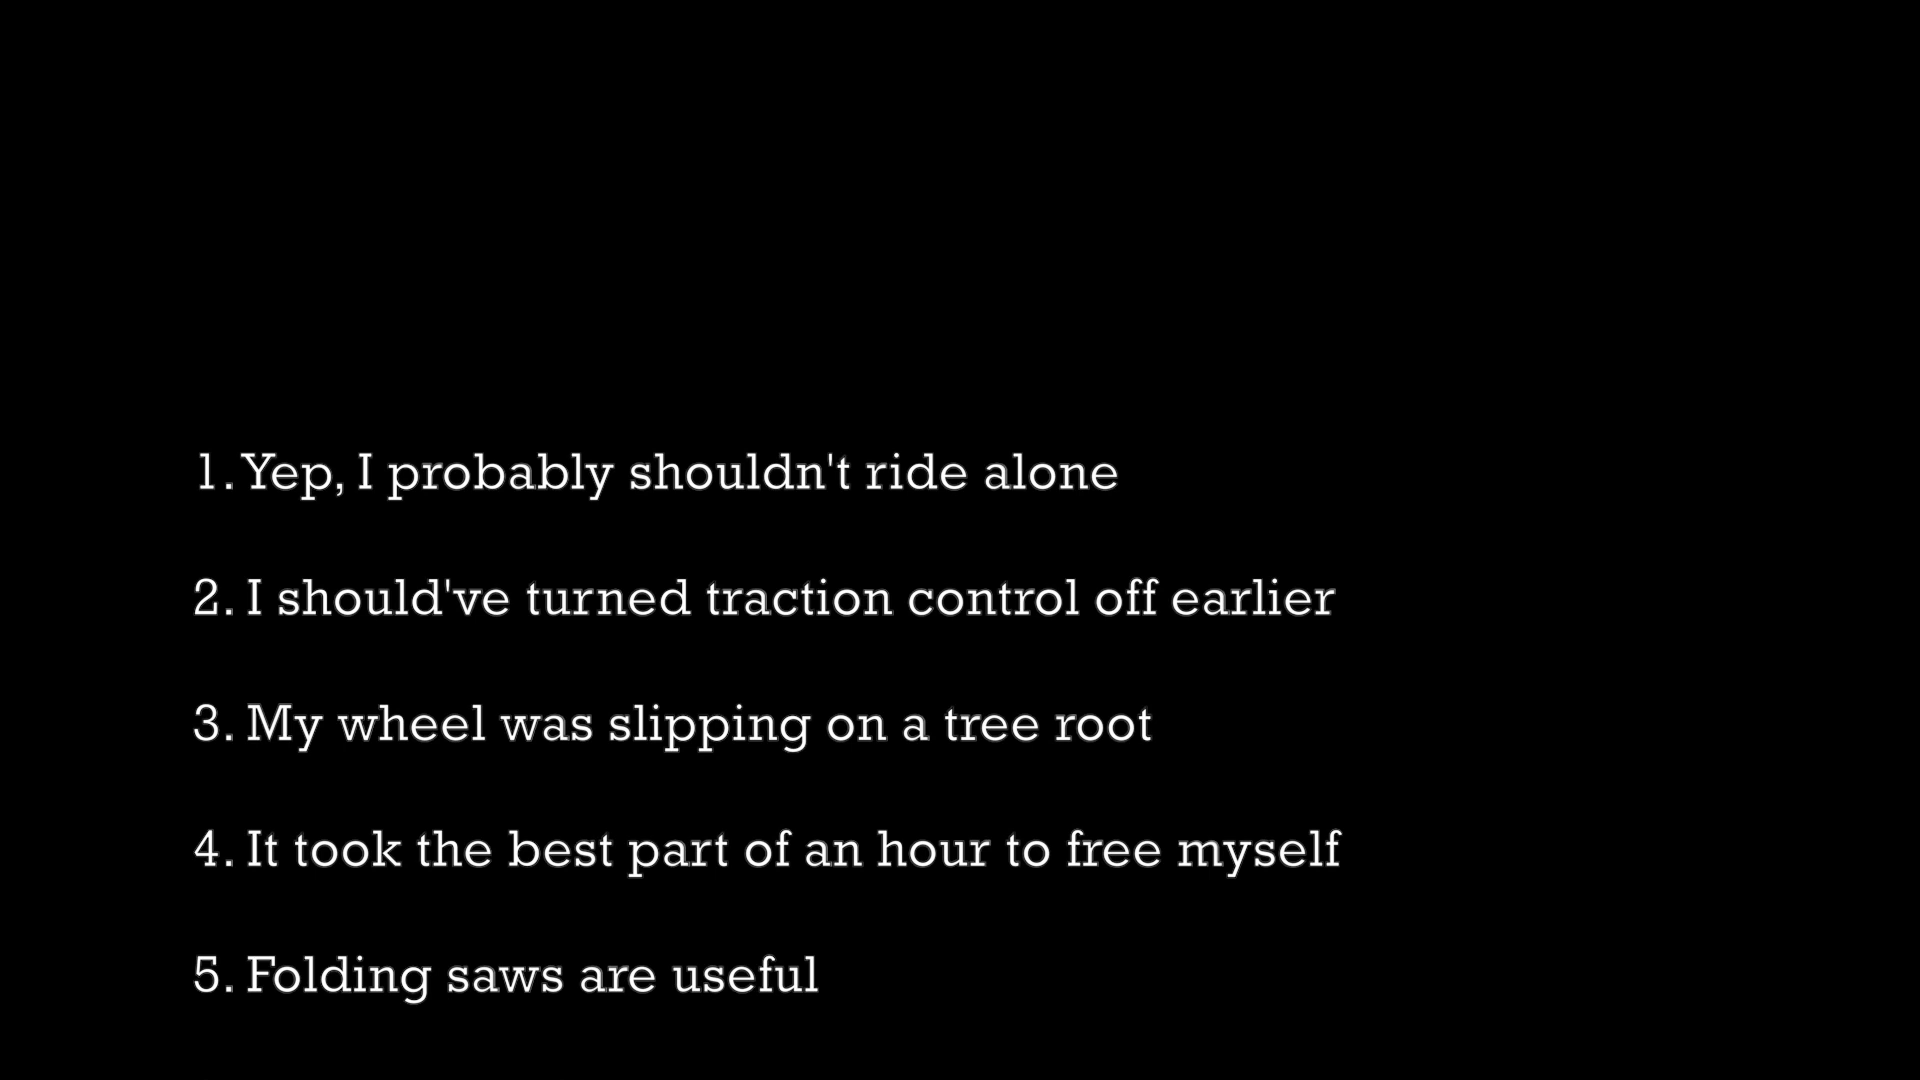 1. Yep, I probably shouldn't ride alone
2. I should've turned traction control off earlier
3. My wheel was slipping on a tree root
4. It took the best part of an hour to free myself
5. Folding saws are useful